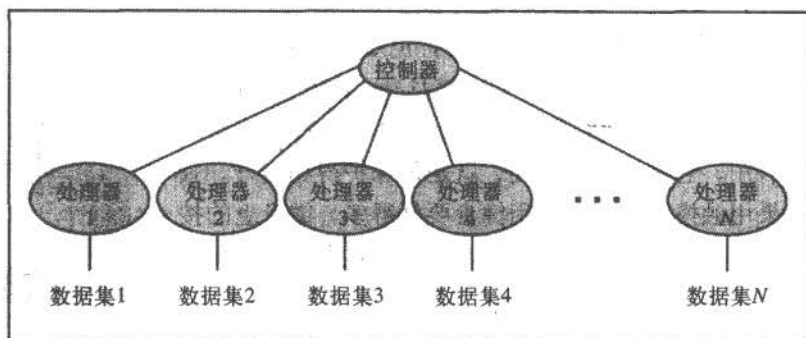 控制器
处理器
1
处理器
2
处理器
3
处理器
4
处理器
N
...
数据集1
数据集2
数据集3
数据集4
数据集N